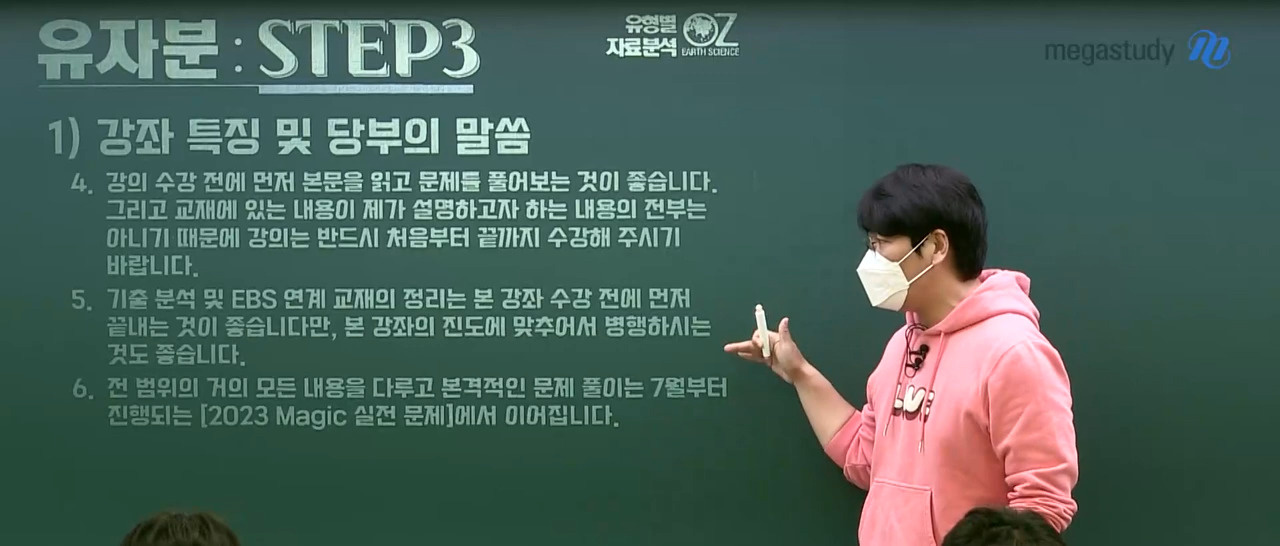 유자분 : STEP3
유형별
자료분석 OZ
EARTH SCIENCE
megastudy
1) 강좌 특징 및 당부의 말씀
4. 강의 수강 전에 먼저 본문을 읽고 문제를 풀어보는 것이 좋습니다.
그리고 교재에 있는 내용이 제가 설명하고자 하는 내용의 전부는
아니기 때문에 강의는 반드시 처음부터 끝까지 수강해 주시기
바랍니다.
5. 기출 분석 및 EBS 연계 교재의 정리는 본 강좌 수강 전에 먼저
끝내는 것이 좋습니다만, 본 강좌의 진도에 맞추어서 병행하시는
것도 좋습니다.
6. 전 범위의 거의 모든 내용을 다루고 본격적인 문제 풀이는 7월부터
진행되는 [2023 Magic 실전 문제]에서 이어집니다.